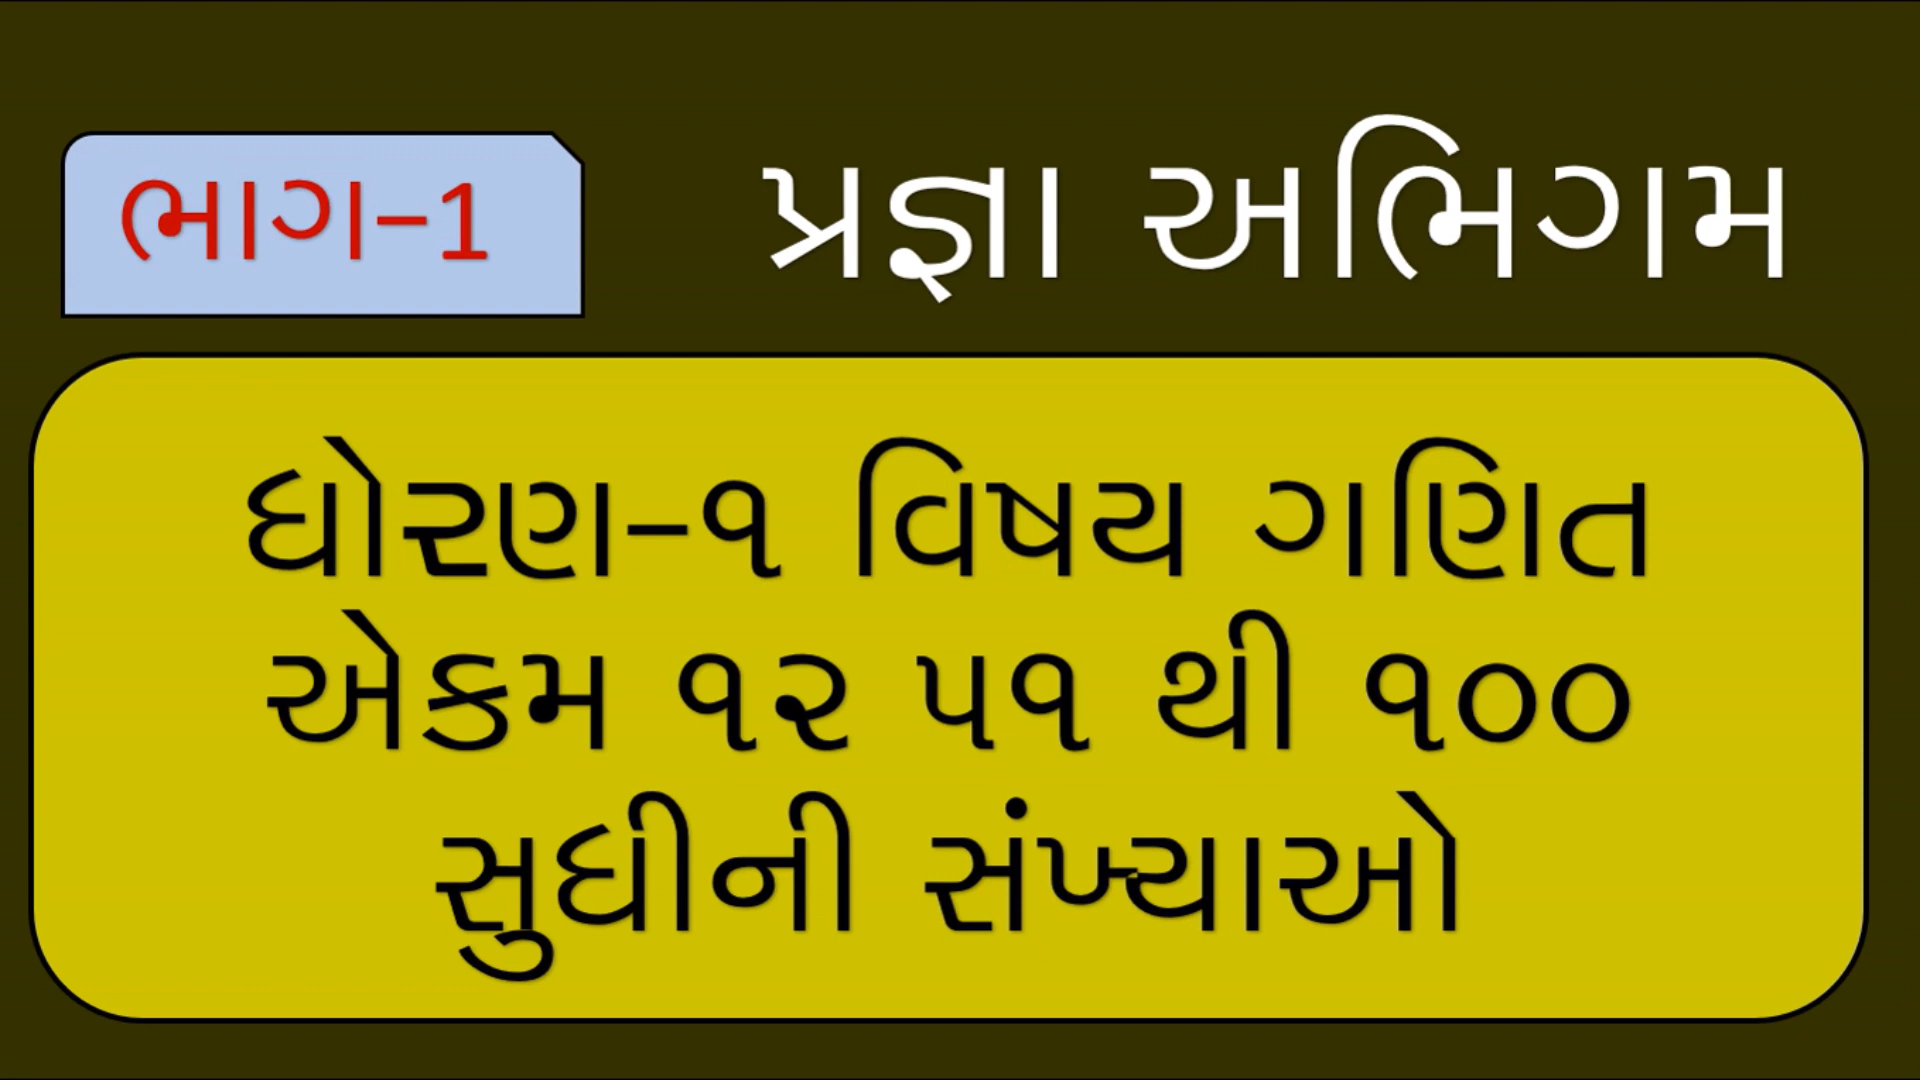 ભાગ–1
પ્રજ્ઞા અભિગમ
ધોરણ–૧ વિષય ગણિત
એકમ ૧૨ ૫૧ થી ૧૦૦
સુધીની સંખ્યાઓ